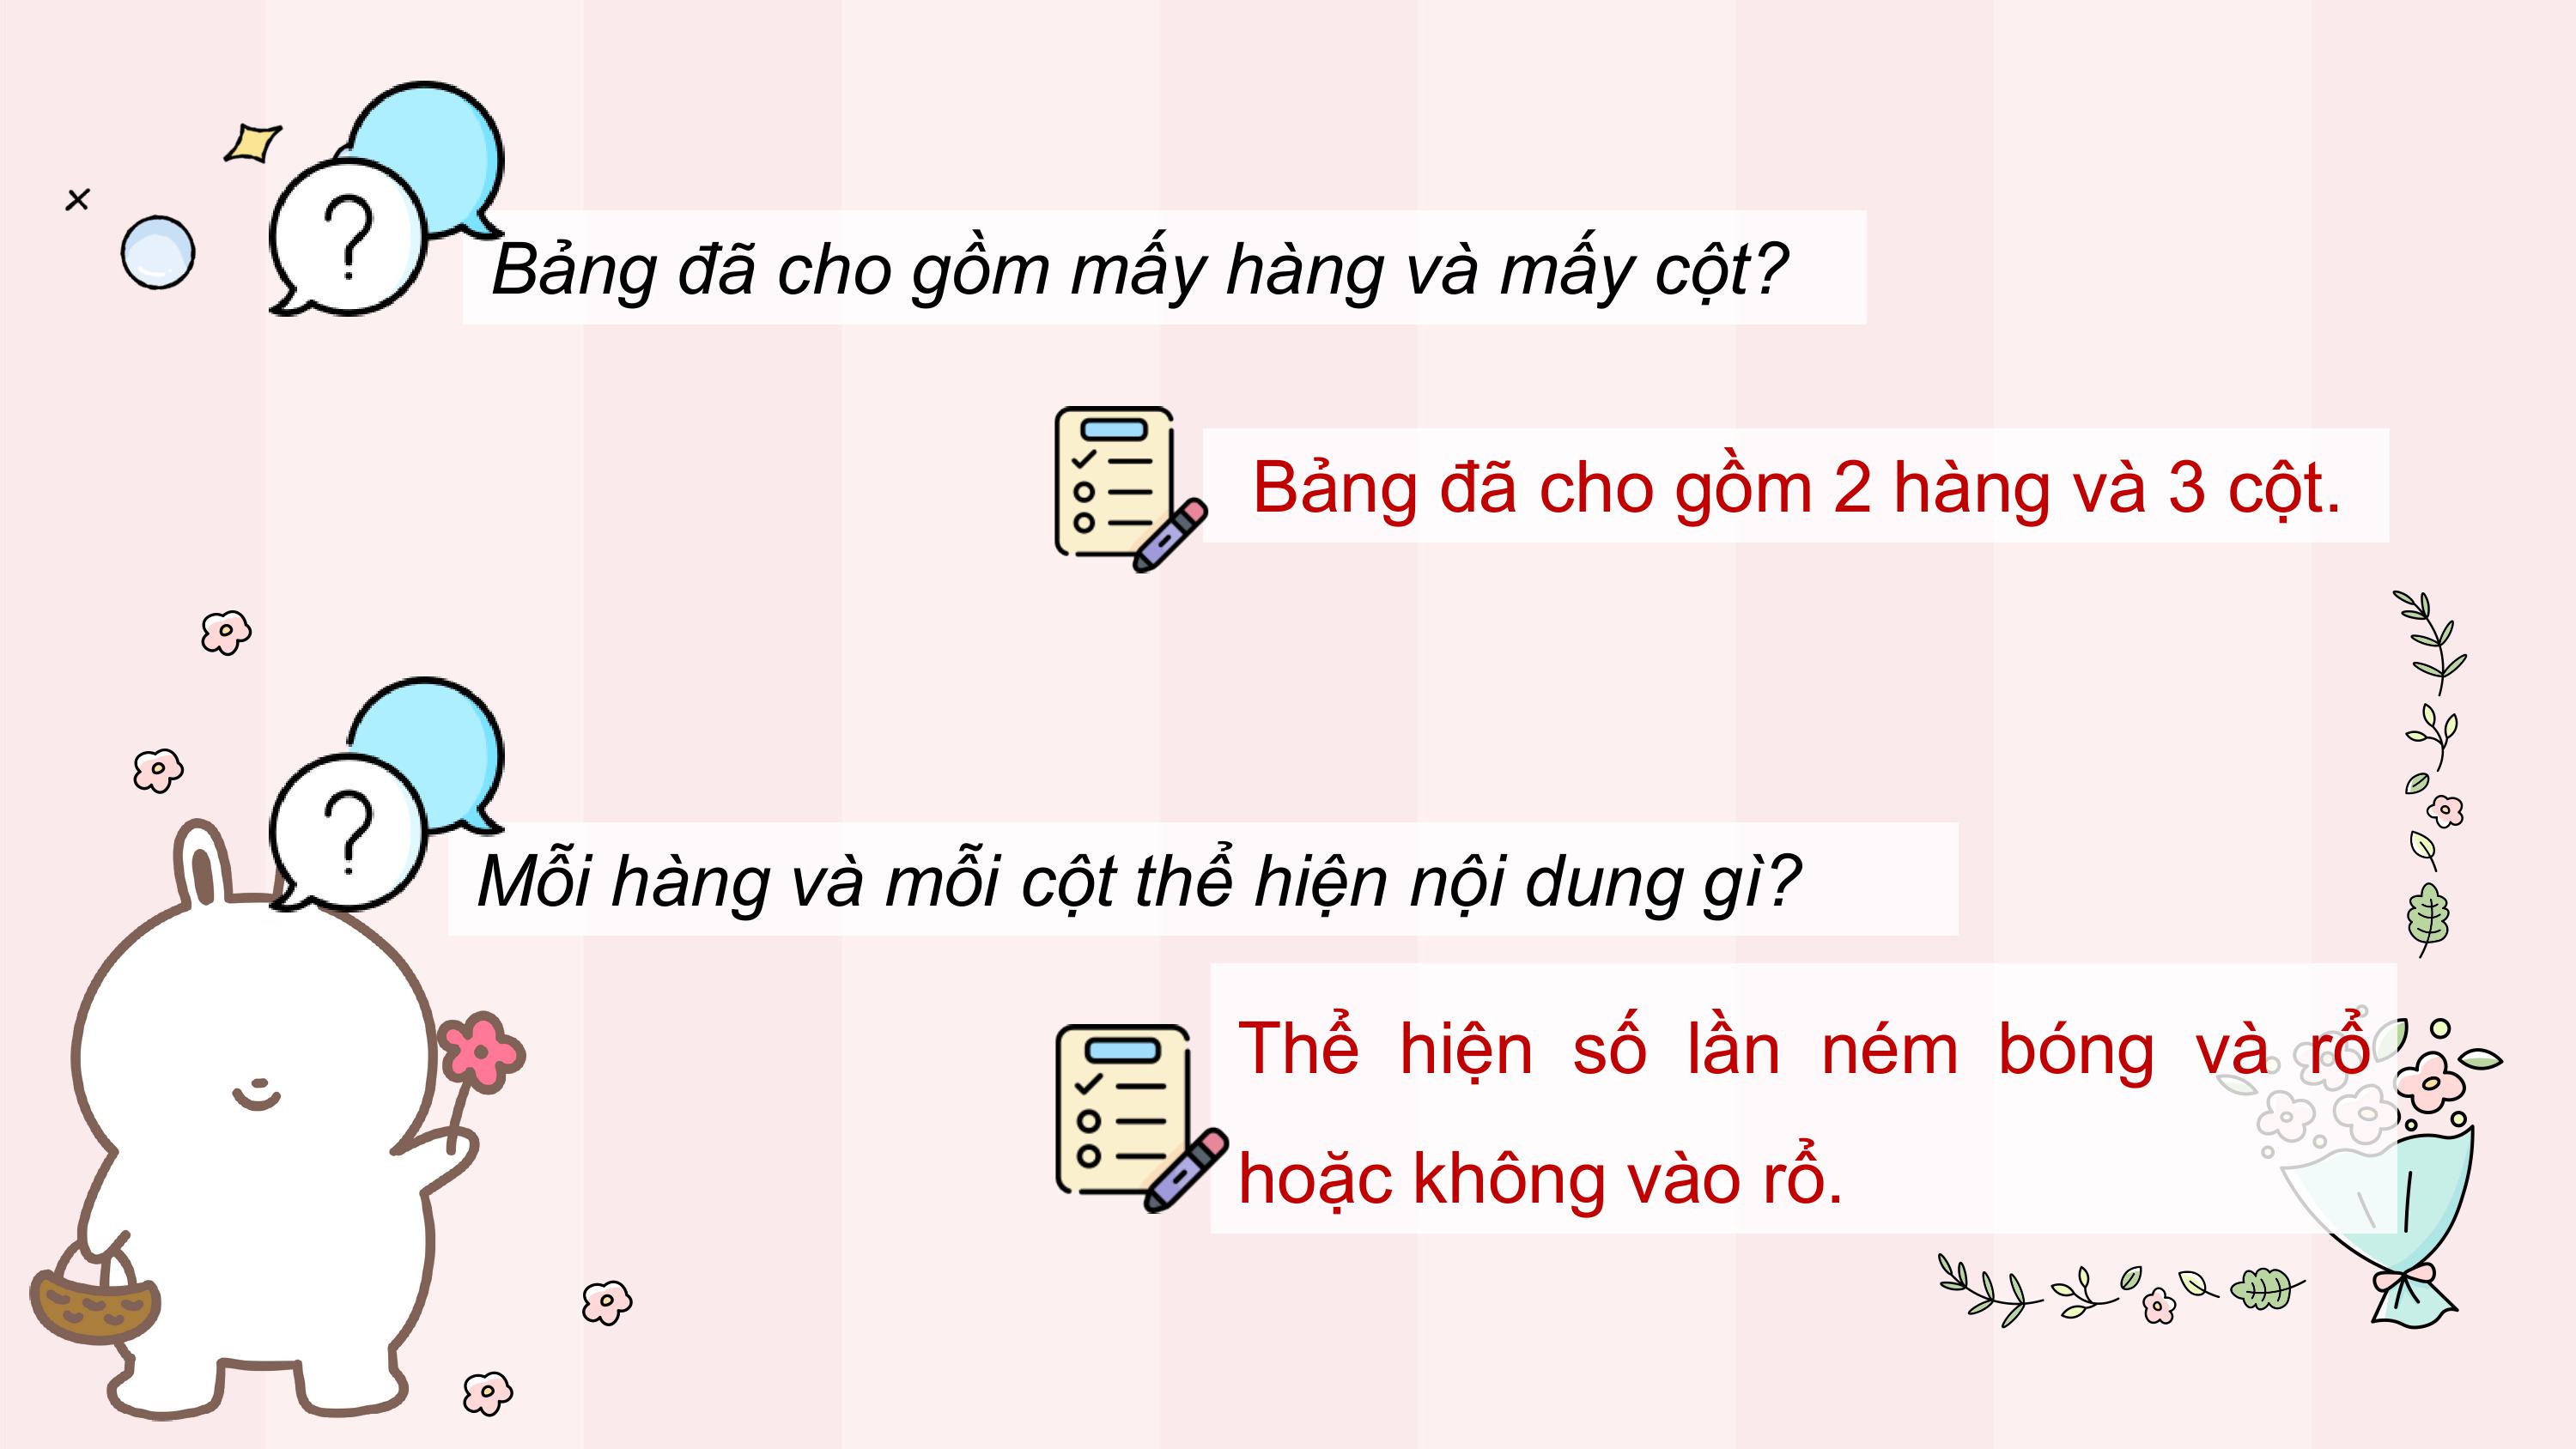 Bảng đã cho gồm mấy hàng và mấy cột?
Bảng đã cho gồm 2 hàng và 3 cột.
Mỗi hàng và mỗi cột thể hiện nội dung gì?
Thể hiện số lần ném bóng và rổ
hoặc không vào rổ.